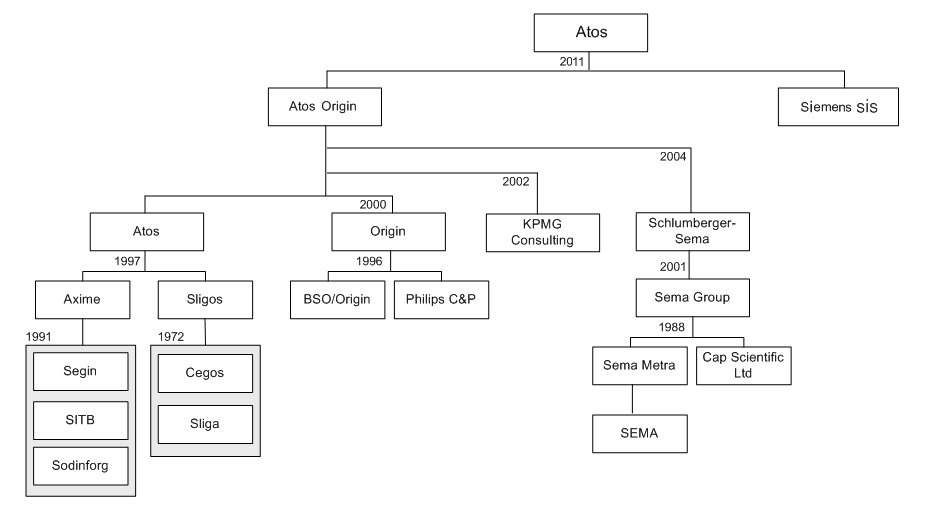 Atos
2011
Atos Origin
Siemens SİS
2004
2002
2000
Atos
Origin
KPMG
Consulting
Schlumberger-
Sema
1997
1996
2001
Axime
Sligos
BSO/Origin
Philips C&P
Sema Group
1988
1991
1972
Segin
Cegos
Sema Metra
Cap Scientific
Ltd
SITB
Sliga
SEMA
Sodinforg